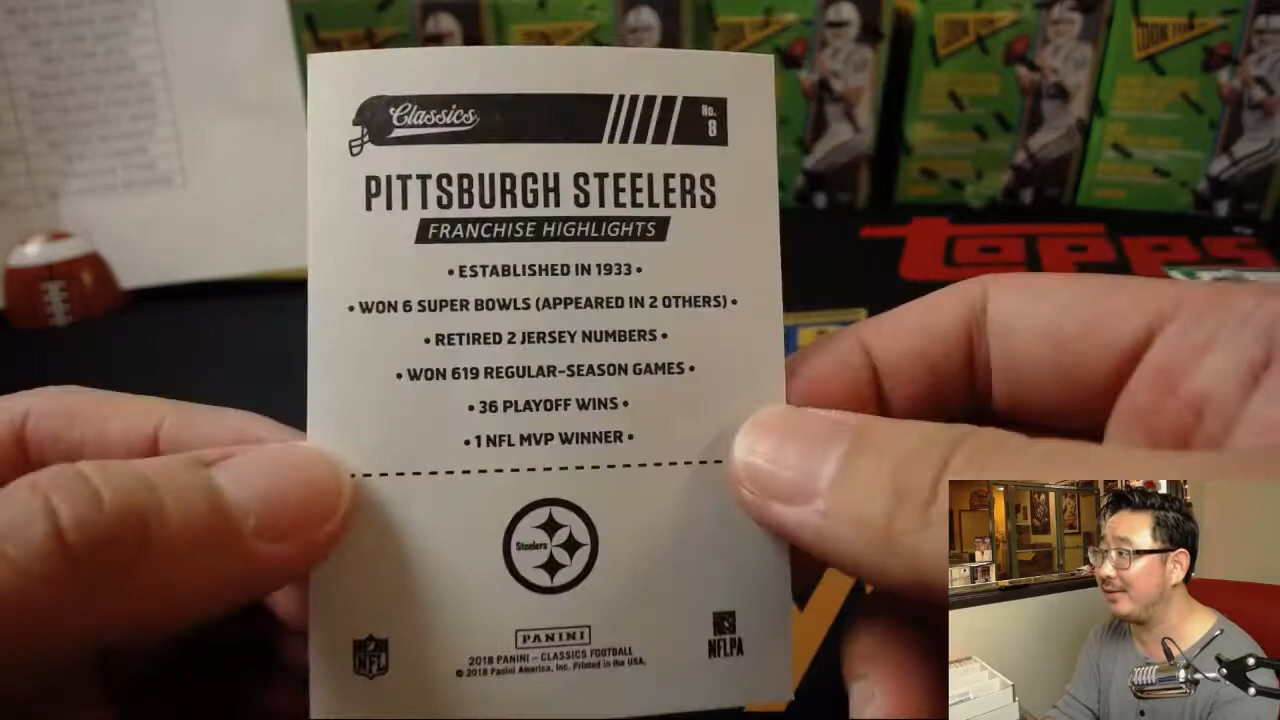 Classics
No.
8
PITTSBURGH STEELERS
FRANCHISE HIGHLIGHTS
• ESTABLISHED IN 1933 •
• WON 6 SUPER BOWLS (APPEARED IN 2 OTHERS) •
• RETIRED 2 JERSEY NUMBERS •
• WON 619 REGULAR-SEASON GAMES •
• 36 PLAYOFF WINS •
• 1 NFL MVP WINNER •
Steelers
PANINI
NFL
NFLPA
2018 PANINI – CLASSICS FOOTBALL
© 2018 Panini America, Inc. Printed in the USA.
topps